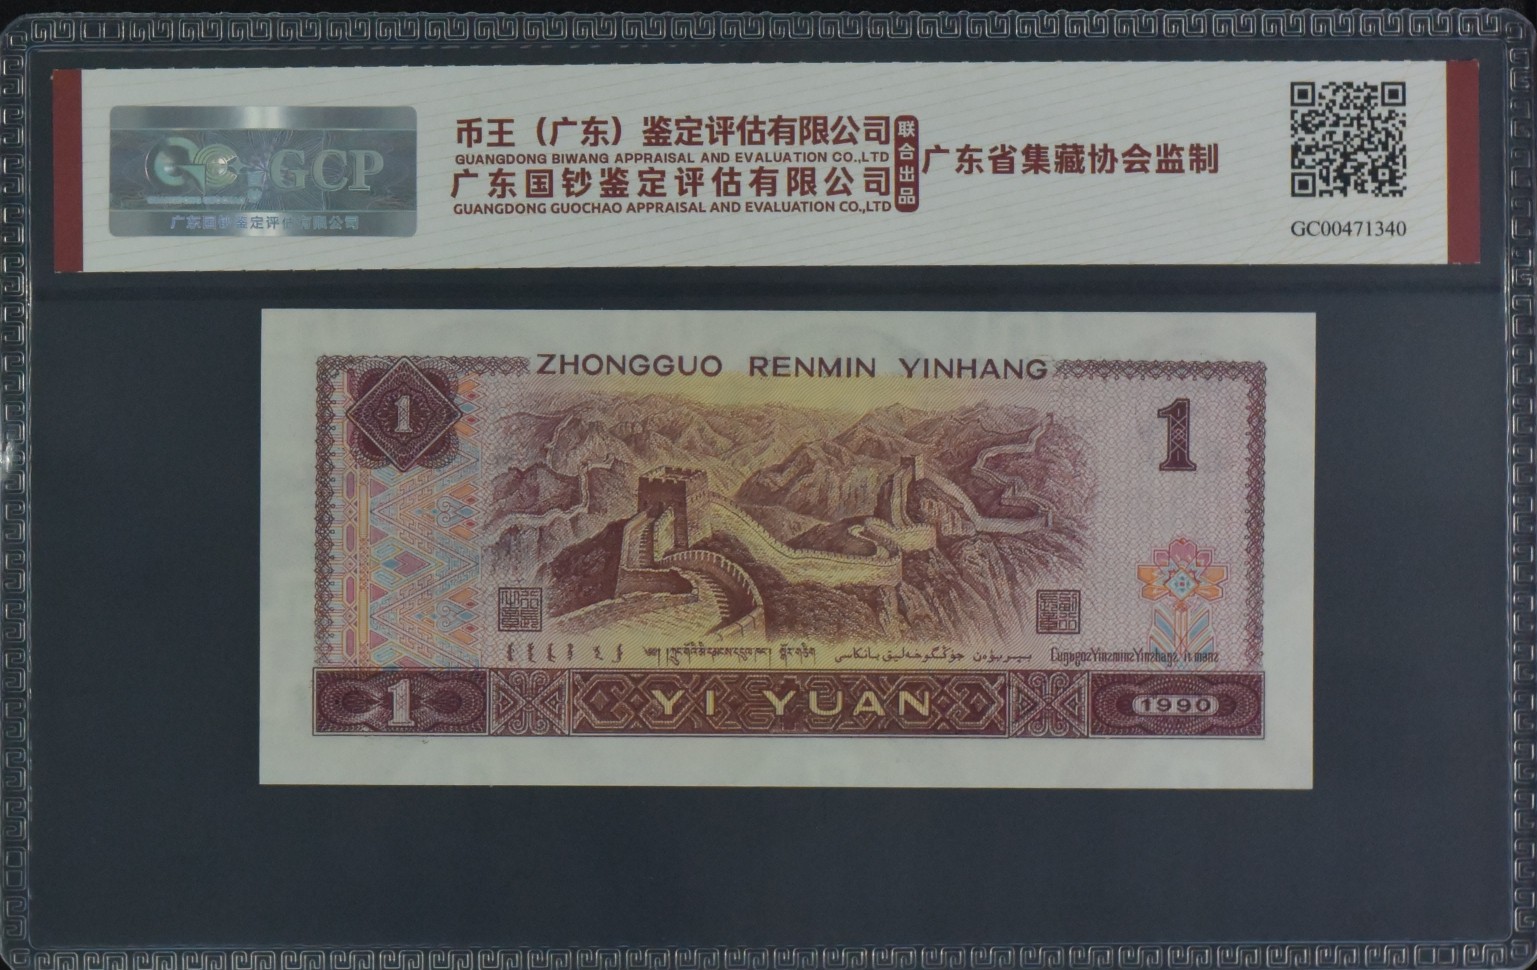 GCP
广东国钞鉴定评估有限公司
币王（广东）鉴定评估有限公司
GUANGDONG BIWANG APPRAISAL AND EVALUATION CO.,LTD
广东国钞鉴定评估有限公司
GUANGDONG GUOCHAO APPRAISAL AND EVALUATION CO.,LTD
联合出品
广东省集藏协会监制
GC00471340
ZHONGGUO RENMIN YINHANG
1
1
1
YI YUAN
1990